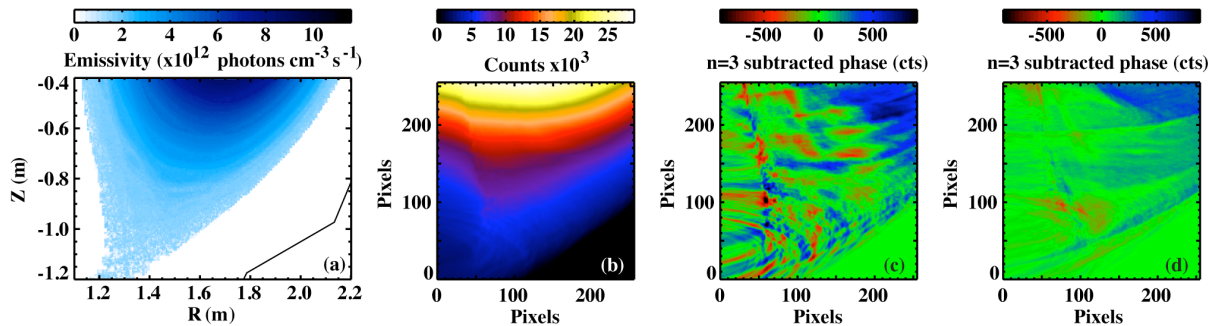 0 2 4 6 8 10
Emissivity (x10^12 photons cm^-3 s^-1)
-0.4
-0.6
-0.8
-1.0
-1.2
Z (m)
1.2 1.4 1.6 1.8 2.0 2.2
R (m)
(a)
0 5 10 15 20 25
Counts x10^3
200
100
0
Pixels
0 100 200
Pixels
(b)
-500 0 500
n=3 subtracted phase (cts)
200
100
0
Pixels
0 100 200
Pixels
(c)
-500 0 500
n=3 subtracted phase (cts)
200
100
0
Pixels
0 100 200
Pixels
(d)